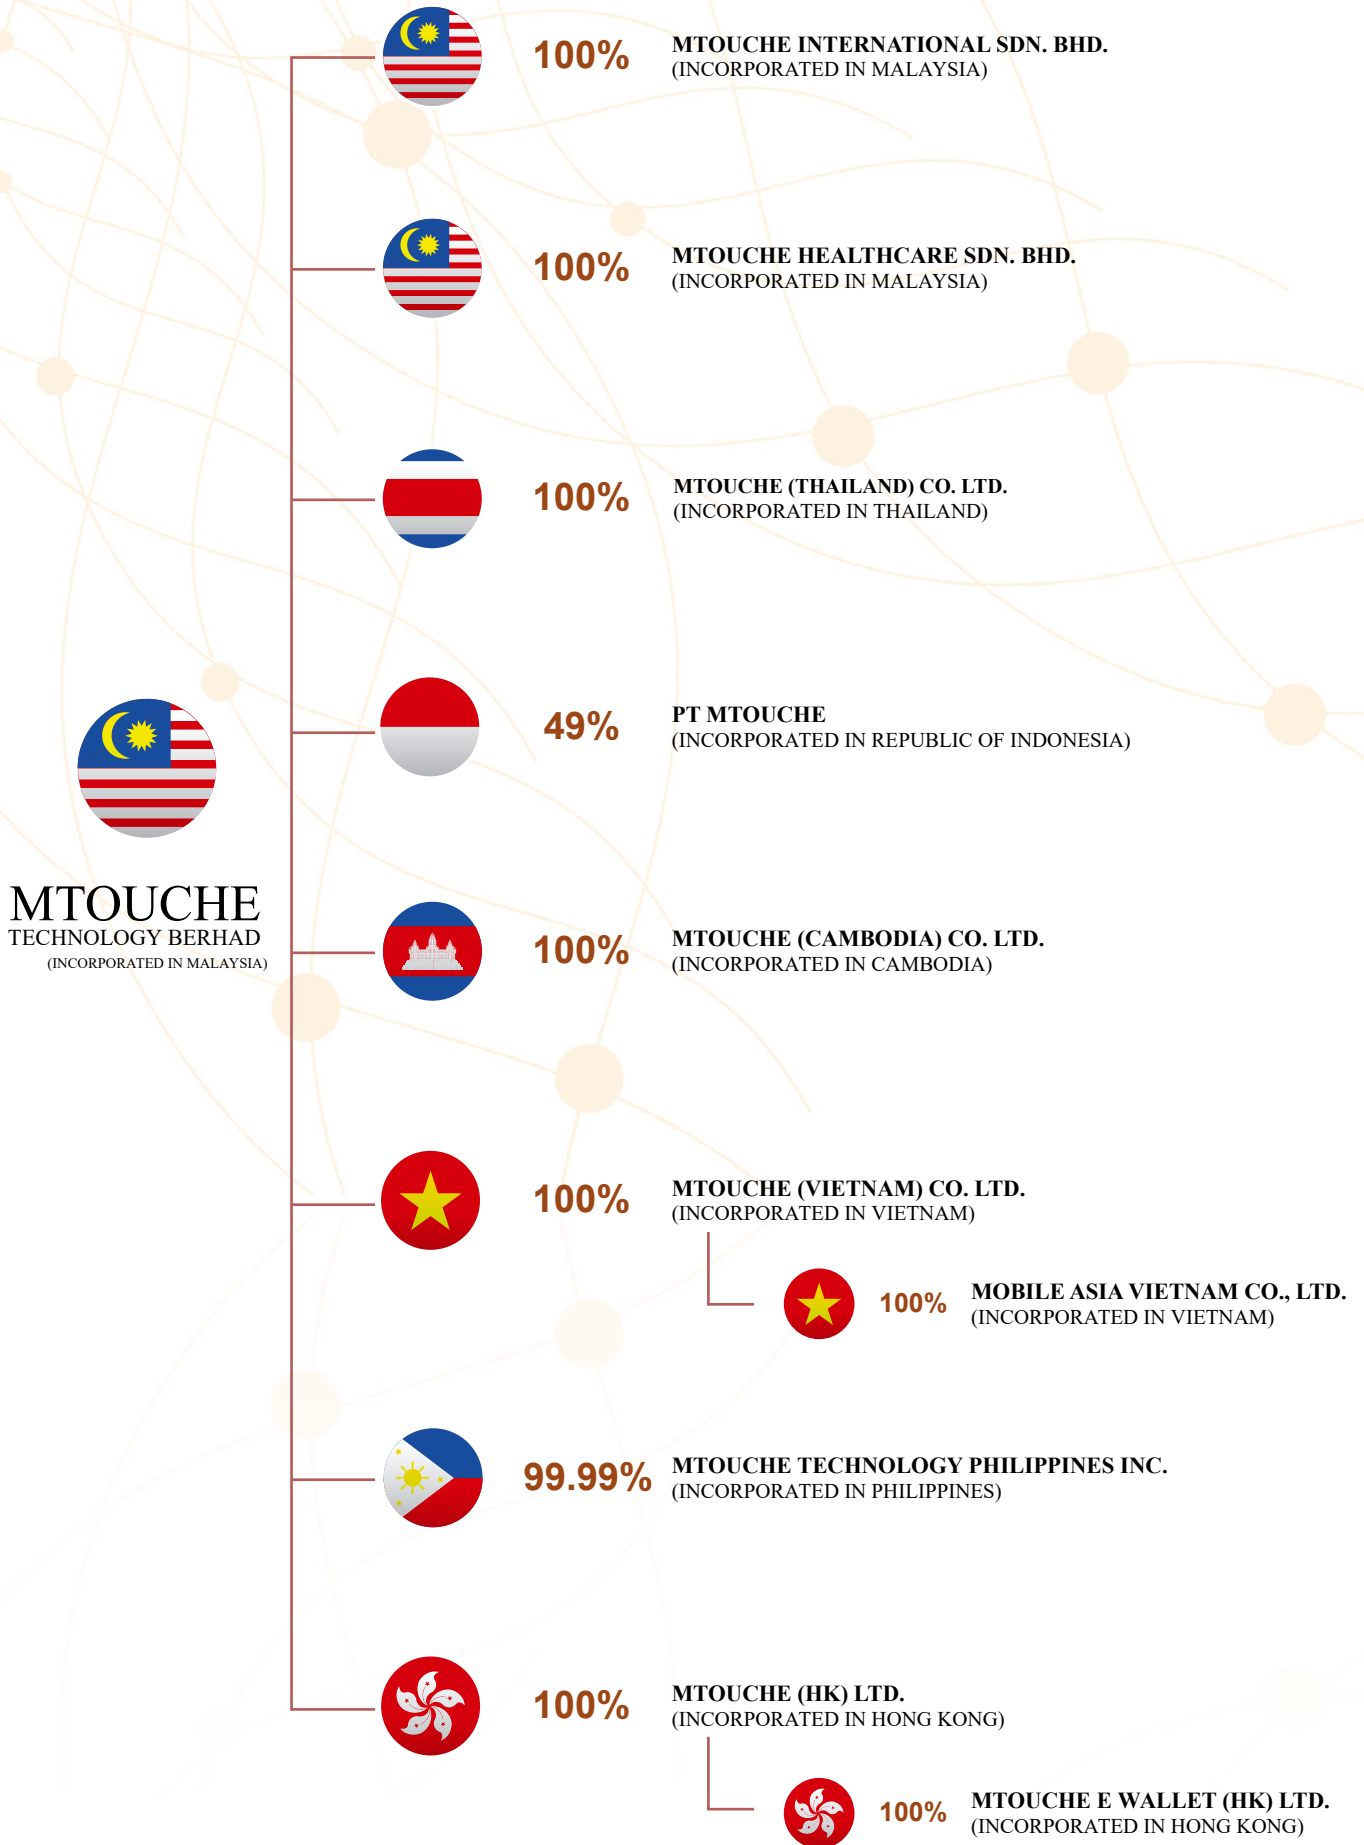 100%
MTOUCHE INTERNATIONAL SDN. BHD.
(INCORPORATED IN MALAYSIA)
100%
MTOUCHE HEALTHCARE SDN. BHD.
(INCORPORATED IN MALAYSIA)
100%
MTOUCHE (THAILAND) CO. LTD.
(INCORPORATED IN THAILAND)
49%
PT MTOUCHE
(INCORPORATED IN REPUBLIC OF INDONESIA)
MTOUCHE
TECHNOLOGY BERHAD
(INCORPORATED IN MALAYSIA)
100%
MTOUCHE (CAMBODIA) CO. LTD.
(INCORPORATED IN CAMBODIA)
100%
MTOUCHE (VIETNAM) CO. LTD.
(INCORPORATED IN VIETNAM)
100%
MOBILE ASIA VIETNAM CO., LTD.
(INCORPORATED IN VIETNAM)
99.99%
MTOUCHE TECHNOLOGY PHILIPPINES INC.
(INCORPORATED IN PHILIPPINES)
100%
MTOUCHE (HK) LTD.
(INCORPORATED IN HONG KONG)
100%
MTOUCHE E WALLET (HK) LTD.
(INCORPORATED IN HONG KONG)